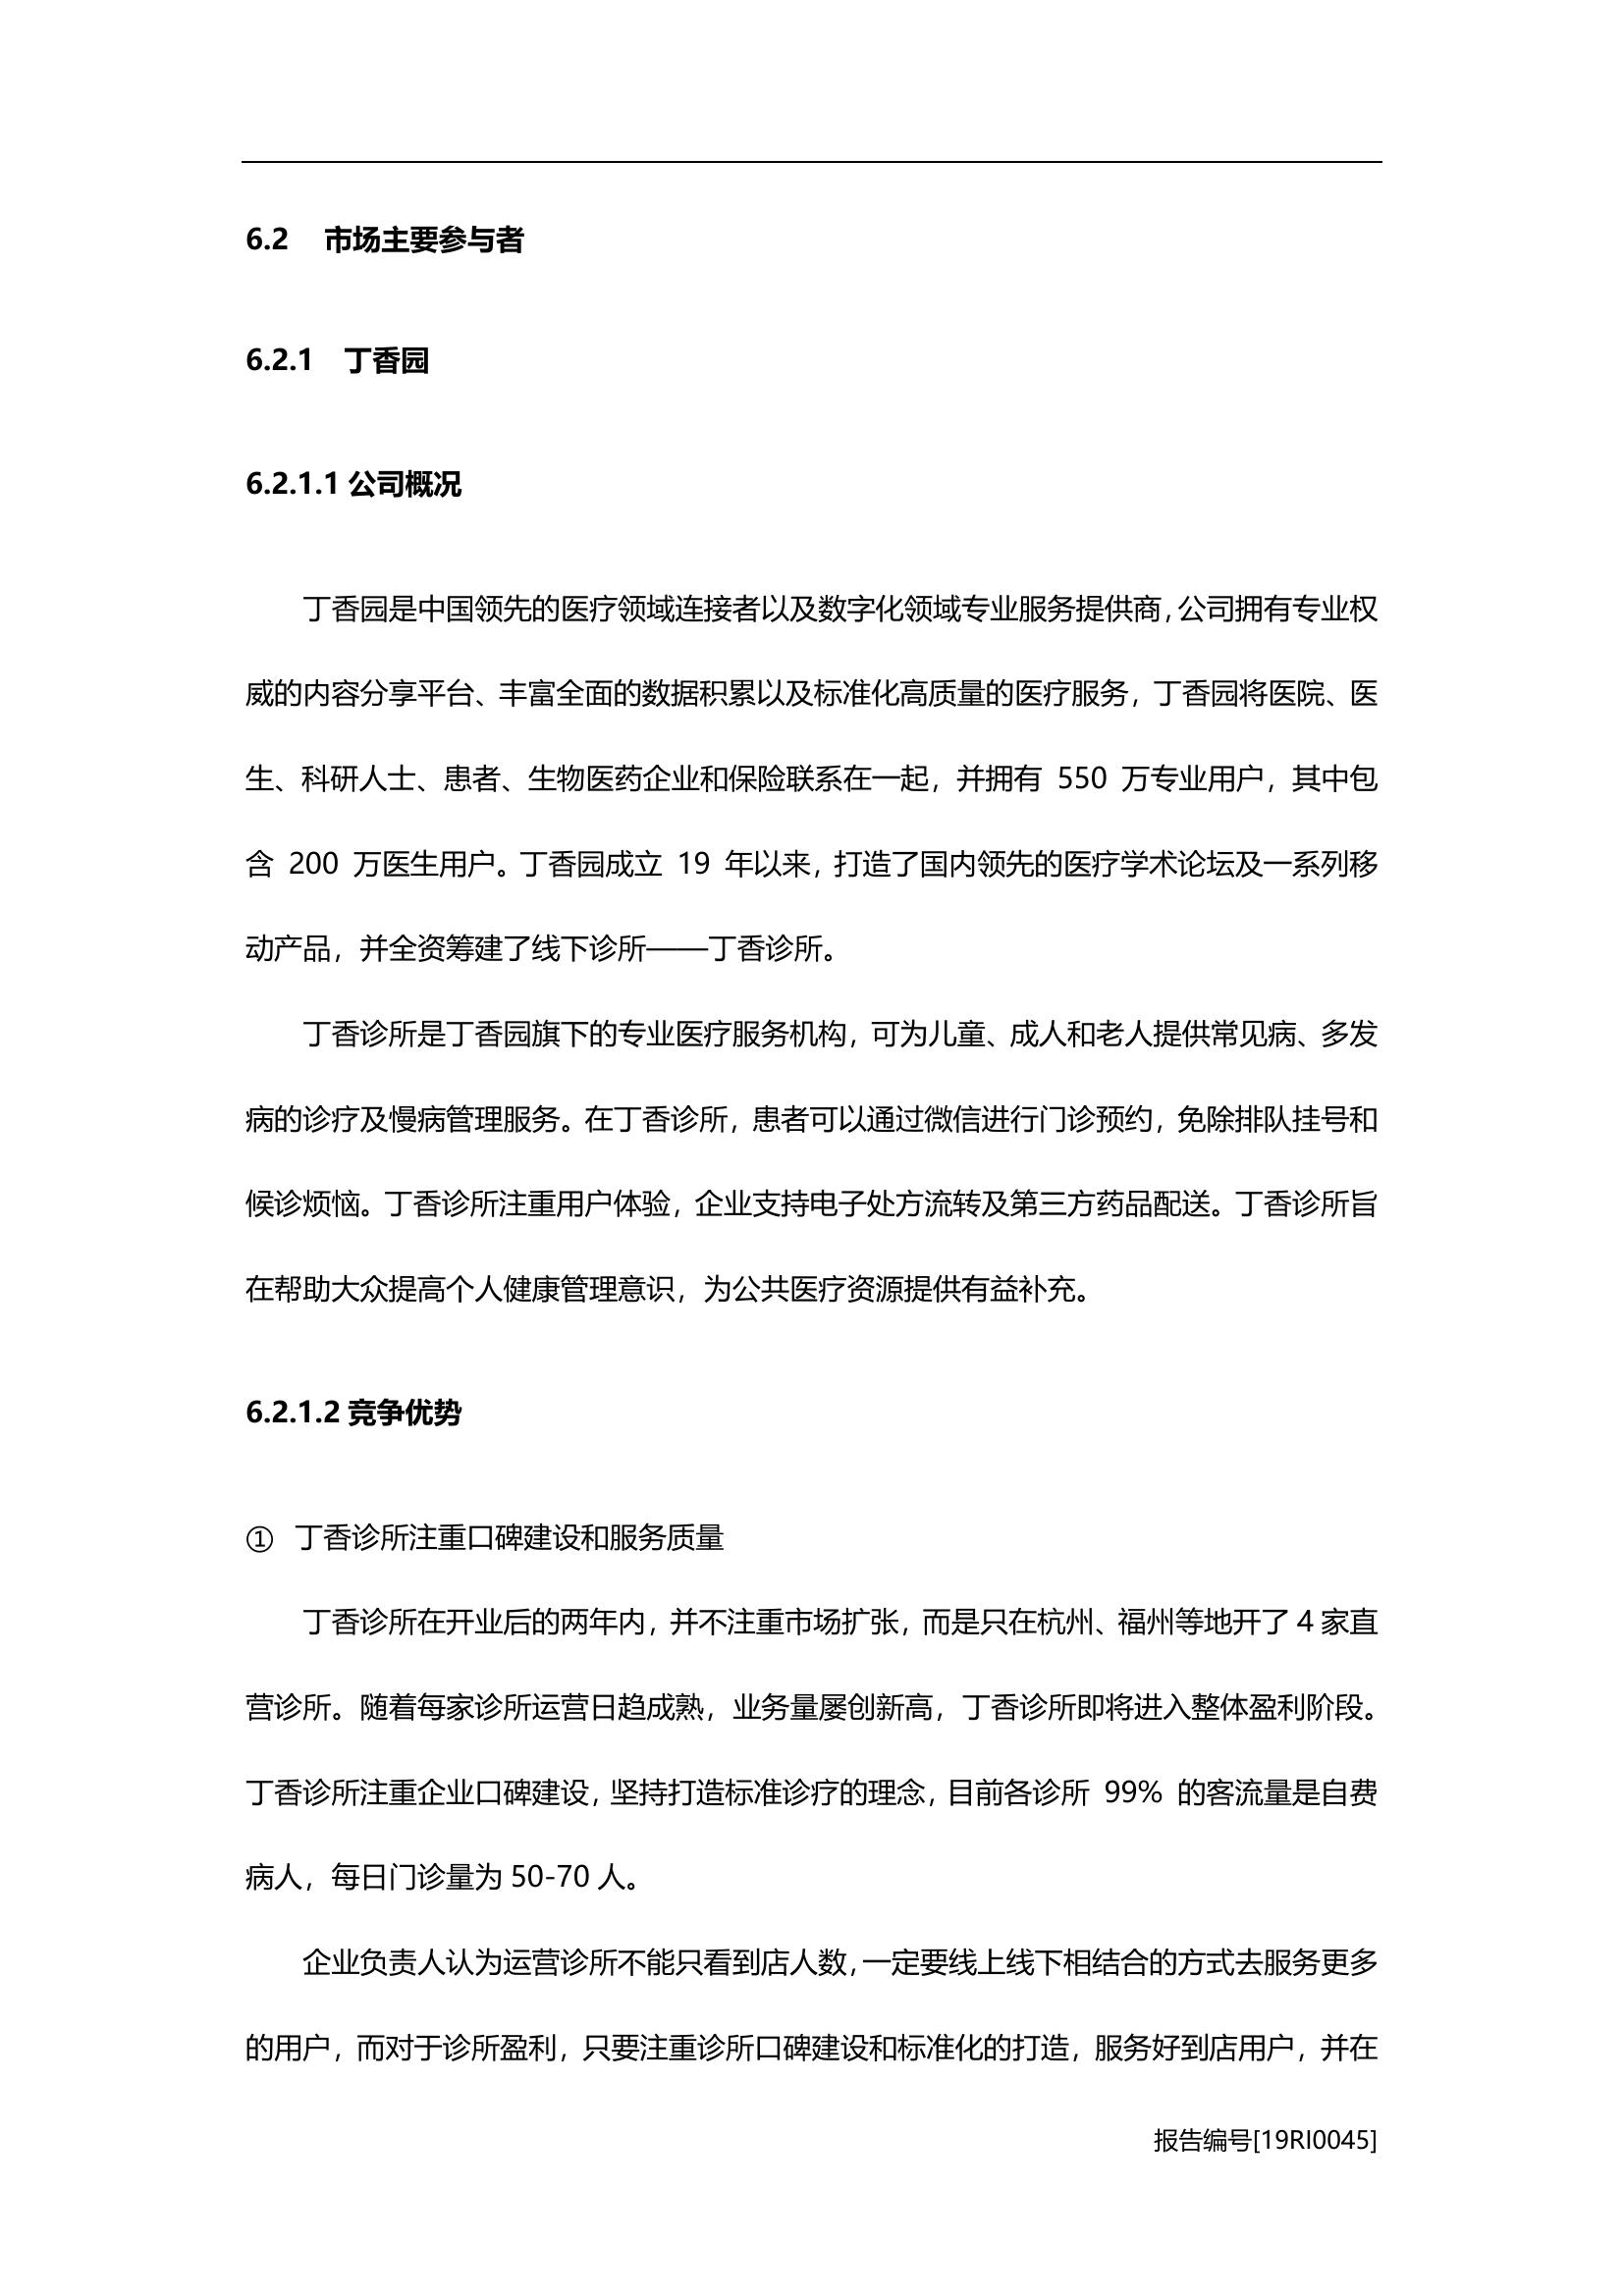 6.2 市场主要参与者
6.2.1 丁香园
6.2.1.1 公司概况
丁香园是中国领先的医疗领域连接者以及数字化领域专业服务提供商，公司拥有专业权
威的内容分享平台、丰富全面的数据积累以及标准化高质量的医疗服务，丁香园将医院、医
生、科研人士、患者、生物医药企业和保险联系在一起，并拥有 550 万专业用户，其中包
含 200 万医生用户。丁香园成立 19 年以来，打造了国内领先的医疗学术论坛及一系列移
动产品，并全资筹建了线下诊所——丁香诊所。
丁香诊所是丁香园旗下的专业医疗服务机构，可为儿童、成人和老人提供常见病、多发
病的诊疗及慢病管理服务。在丁香诊所，患者可以通过微信进行门诊预约，免除排队挂号和
候诊烦恼。丁香诊所注重用户体验，企业支持电子处方流转及第三方药品配送。丁香诊所旨
在帮助大众提高个人健康管理意识，为公共医疗资源提供有益补充。
6.2.1.2 竞争优势
① 丁香诊所注重口碑建设和服务质量
丁香诊所在开业后的两年内，并不注重市场扩张，而是只在杭州、福州等地开了 4 家直
营诊所。随着每家诊所运营日趋成熟，业务量屡创新高，丁香诊所即将进入整体盈利阶段。
丁香诊所注重企业口碑建设，坚持打造标准诊疗的理念，目前各诊所 99% 的客流量是自费
病人，每日门诊量为 50-70 人。
企业负责人认为运营诊所不能只看到店人数，一定要线上线下相结合的方式去服务更多
的用户，而对于诊所盈利，只要注重诊所口碑建设和标准化的打造，服务好到店用户，并在
报告编号[19RI0045]